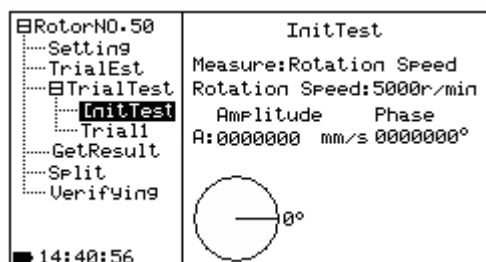 RotorNO.50
Setting
TrialEst
TrialTest
InitTest
Trial1
GetResult
Split
Verifying
14:40:56
InitTest
Measure:Rotation Speed
Rotation Speed:5000r/min
Amplitude Phase
A:0000000 mm/s 0000000°
0°